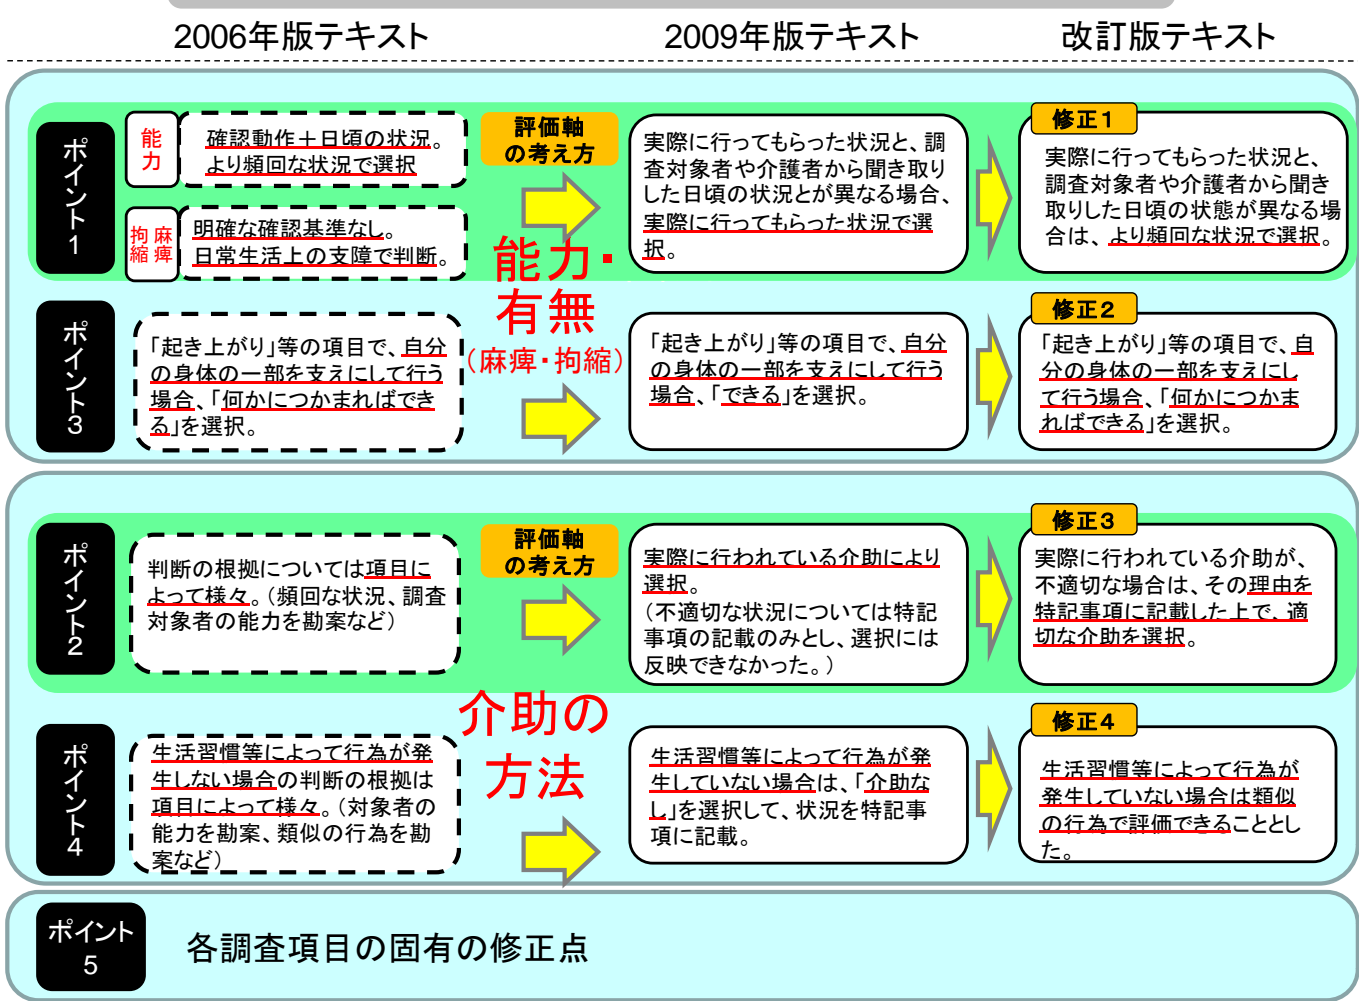 2006年版テキスト
2009年版テキスト
改訂版テキスト
ポイント1
能力
確認動作＋日頃の状況。
より頻回な状況で選択
拘縮 麻痺
明確な確認基準なし。
日常生活上の支障で判断。
評価軸
の考え方
実際に行ってもらった状況と、調
査対象者や介護者から聞き取り
した日頃の状況とが異なる場合、
実際に行ってもらった状況で選
択。
修正１
実際に行ってもらった状況と、
調査対象者や介護者から聞き
取りした日頃の状態が異なる場
合は、より頻回な状況で選択。
能力・
有無
（麻痺・拘縮）
ポイント3
「起き上がり」等の項目で、自分
の身体の一部を支えにして行う
場合、「何かにつかまればでき
る」を選択。
「起き上がり」等の項目で、自分
の身体の一部を支えにして行う
場合、「できる」を選択。
修正２
「起き上がり」等の項目で、自
分の身体の一部を支えにし
て行う場合、「何かにつかま
ればできる」を選択。
ポイント2
判断の根拠については項目に
よって様々。（頻回な状況、調査
対象者の能力を勘案など）
評価軸
の考え方
実際に行われている介助により
選択。
（不適切な状況については特記
事項の記載のみとし、選択には
反映できなかった。）
修正３
実際に行われている介助が、
不適切な場合は、その理由を
特記事項に記載した上で、適
切な介助を選択。
介助の
方法
ポイント4
生活習慣等によって行為が発
生しない場合の判断の根拠は
項目によって様々。（対象者の
能力を勘案、類似の行為を勘
案など）
生活習慣等によって行為が発
生していない場合は、「介助な
し」を選択して、状況を特記事
項に記載。
修正４
生活習慣等によって行為が
発生していない場合は類似
の行為で評価できることとし
た。
ポイント
5
各調査項目の固有の修正点